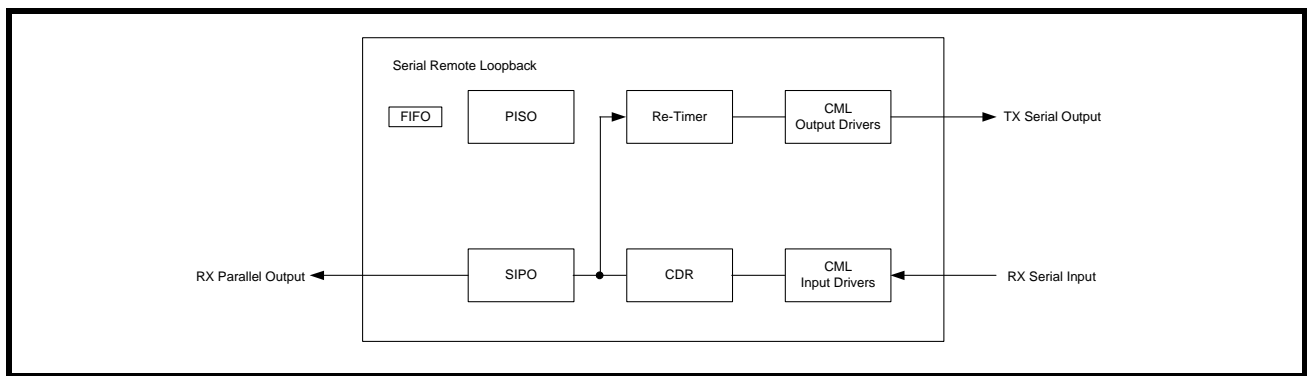 Serial Remote Loopback
FIFO
PISO
Re-Timer
CML
Output Drivers
TX Serial Output
RX Parallel Output
SIPO
CDR
CML
Input Drivers
RX Serial Input